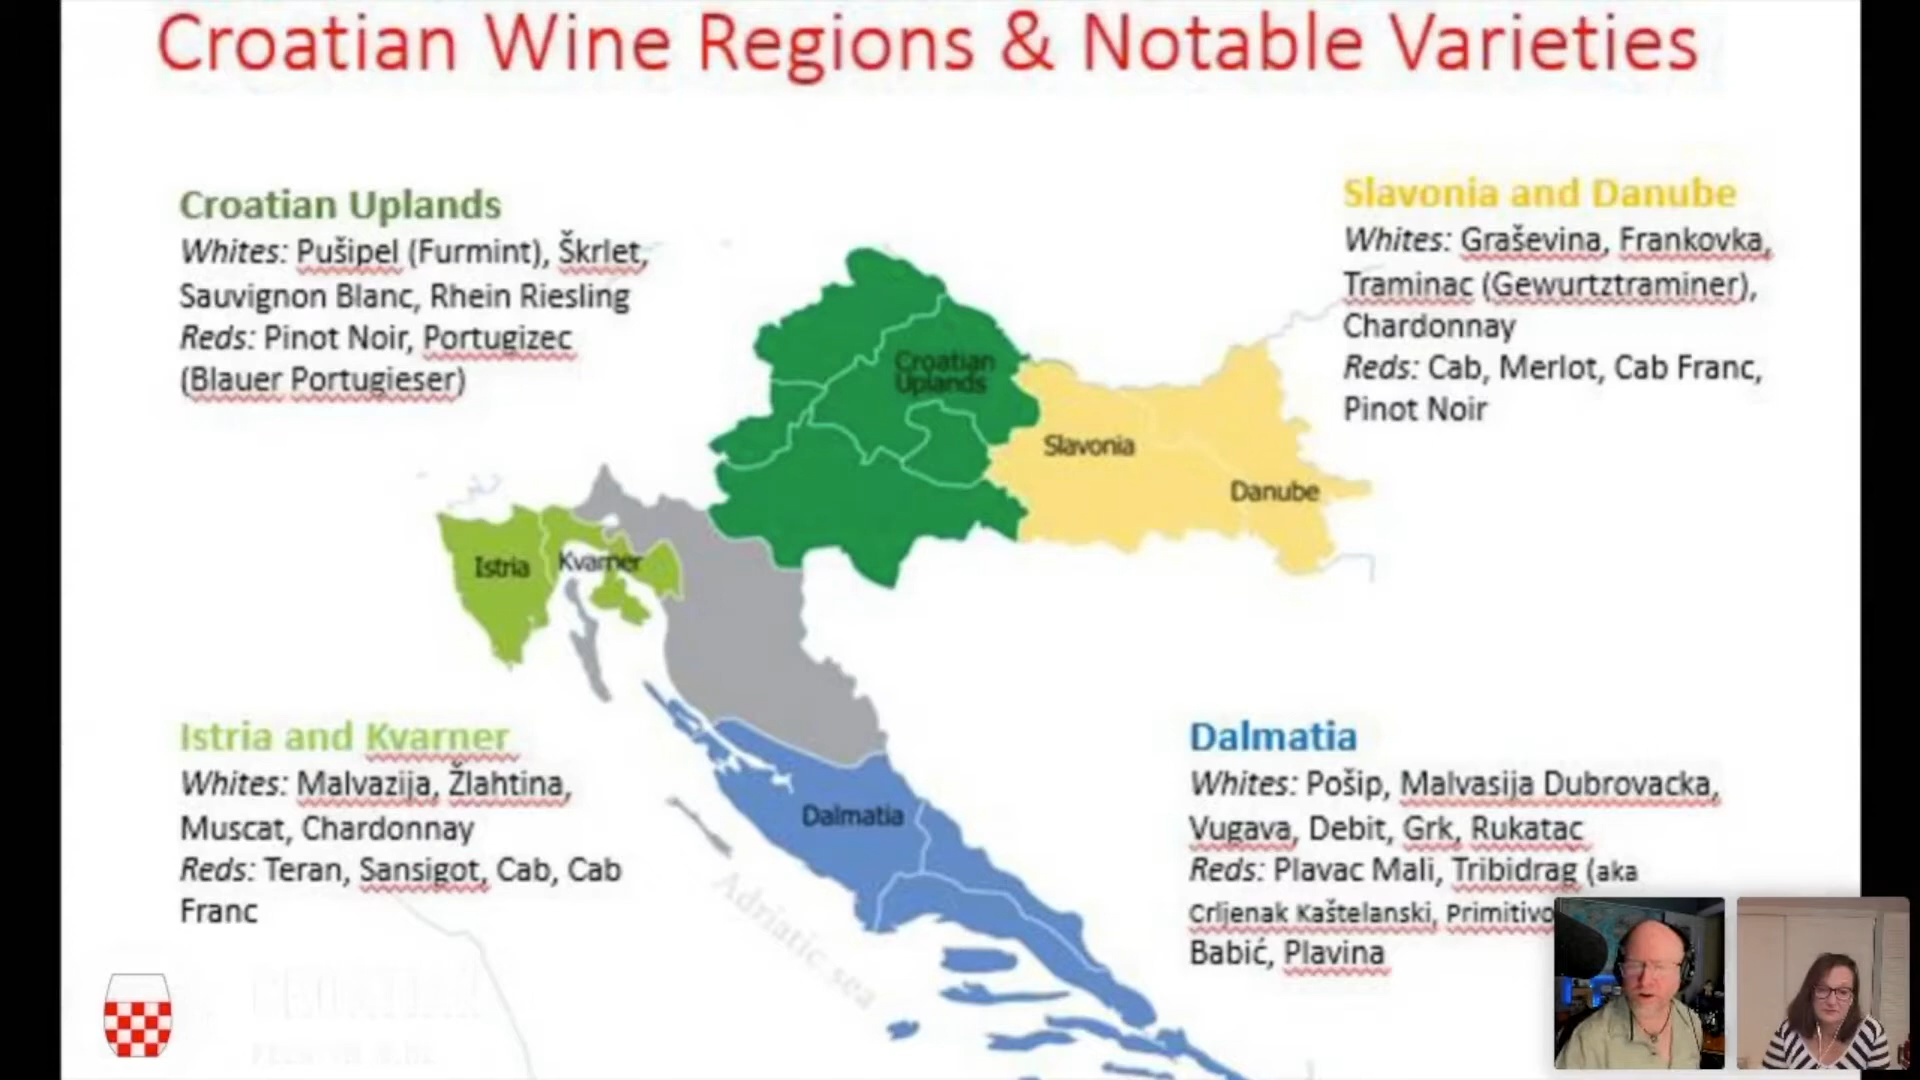 Croatian Wine Regions & Notable Varieties
Croatian Uplands
Whites: Pušipel (Furmint), Škrlet,
Sauvignon Blanc, Rhein Riesling
Reds: Pinot Noir, Portugizec
(Blauer Portugieser)
Slavonia and Danube
Whites: Graševina, Frankovka,
Traminac (Gewurtztraminer),
Chardonnay
Reds: Cab, Merlot, Cab Franc,
Pinot Noir
Croatian
Uplands
Slavonia
Danube
Istria
Kvarner
Dalmatia
Adriatic sea
Istria and Kvarner
Whites: Malvazija, Žlahtina,
Muscat, Chardonnay
Reds: Teran, Sansigot, Cab, Cab
Franc
Dalmatia
Whites: Pošip, Malvasija Dubrovacka,
Vugava, Debit, Grk, Rukatac
Reds: Plavac Mali, Tribidrag (aka
Crljenak Kaštelanski, Primitivo
Babić, Plavina